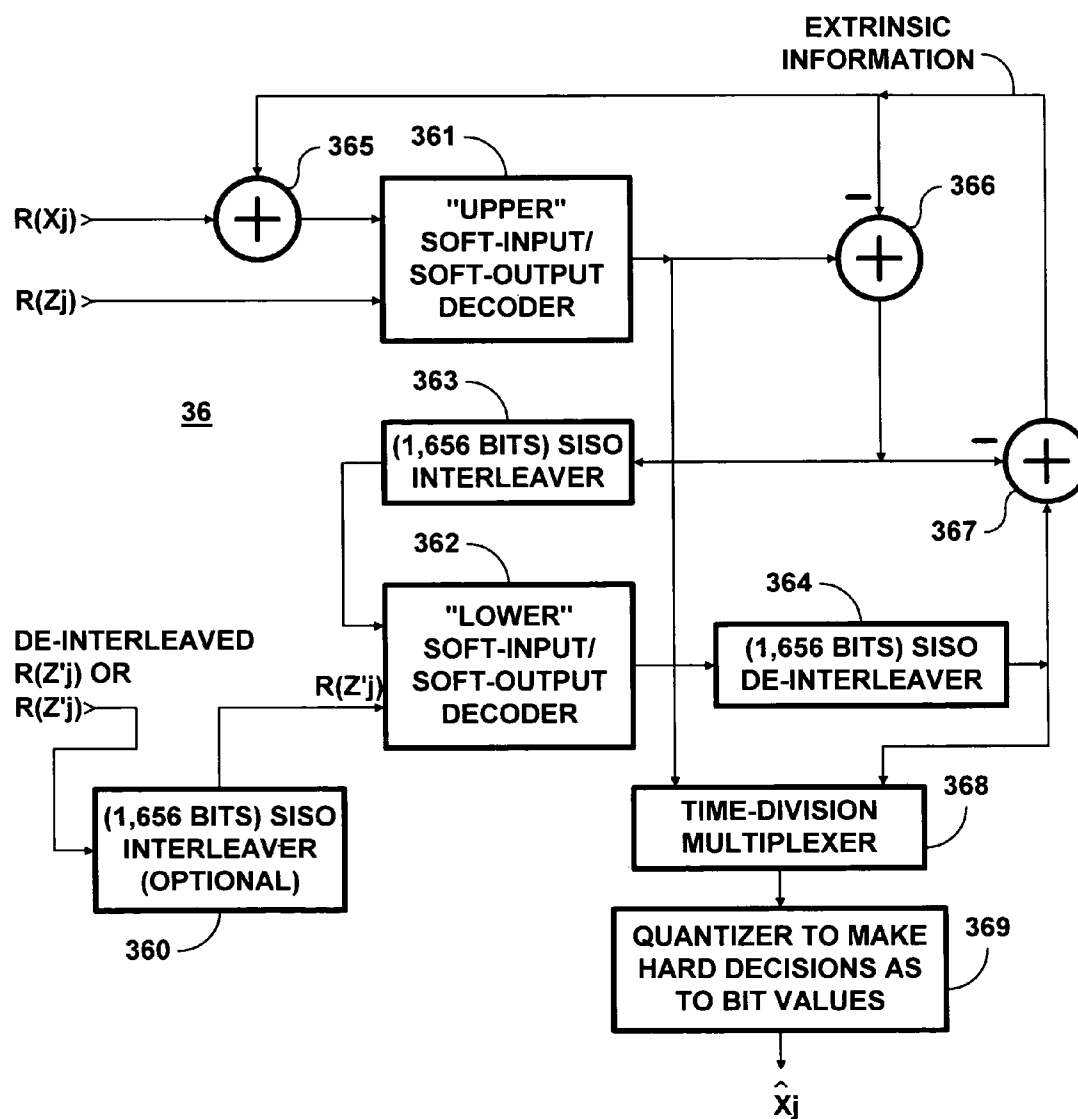 EXTRINSIC
INFORMATION
365
361
366
R(Xj)
"UPPER"
SOFT-INPUT/
SOFT-OUTPUT
DECODER
R(Zj)
36
363
(1,656 BITS) SISO
INTERLEAVER
367
362
364
"LOWER"
SOFT-INPUT/
SOFT-OUTPUT
DECODER
(1,656 BITS) SISO
DE-INTERLEAVER
DE-INTERLEAVED
R(Z'j) OR
R(Z'j)
R(Z'j)
(1,656 BITS) SISO
INTERLEAVER
(OPTIONAL)
360
TIME-DIVISION
MULTIPLEXER
368
QUANTIZER TO MAKE
HARD DECISIONS AS
TO BIT VALUES
369
X̂j